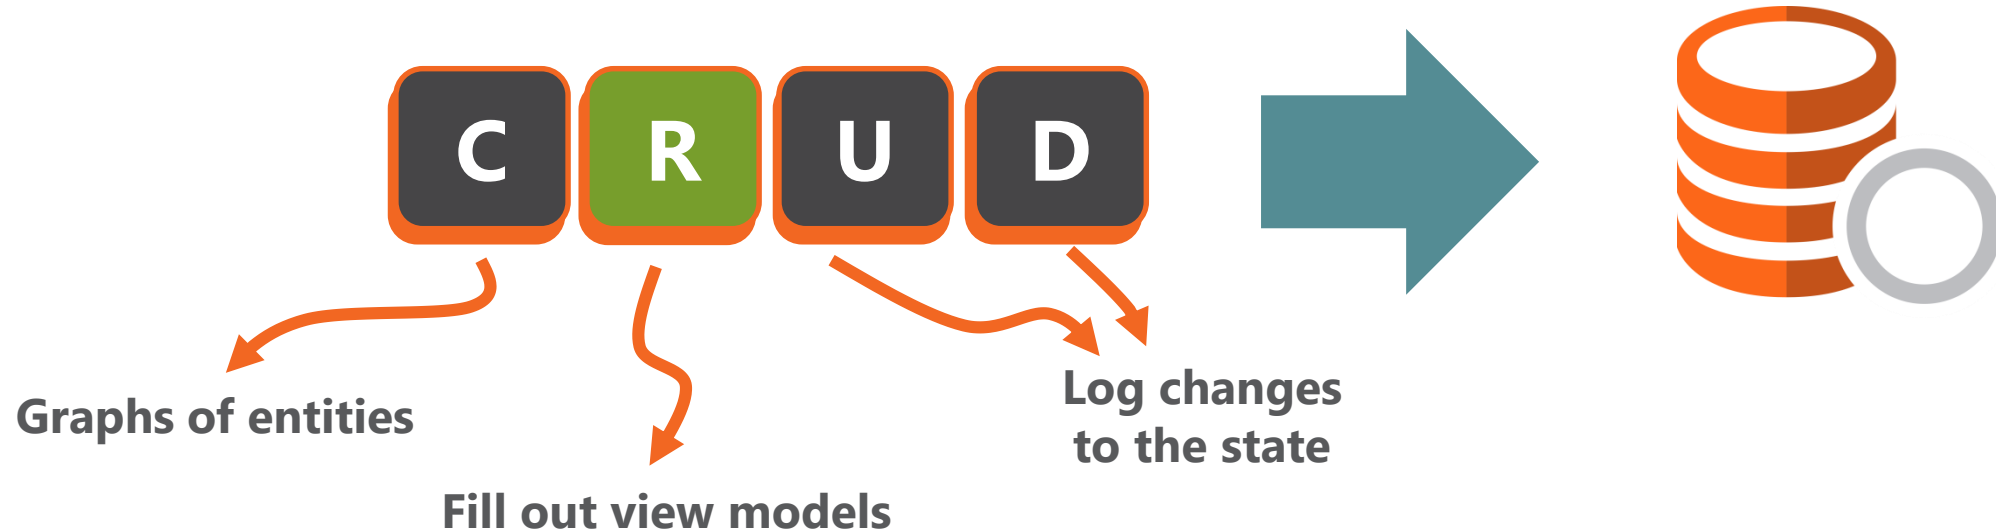 C R U D
Graphs of entities
Fill out view models
Log changes
to the state